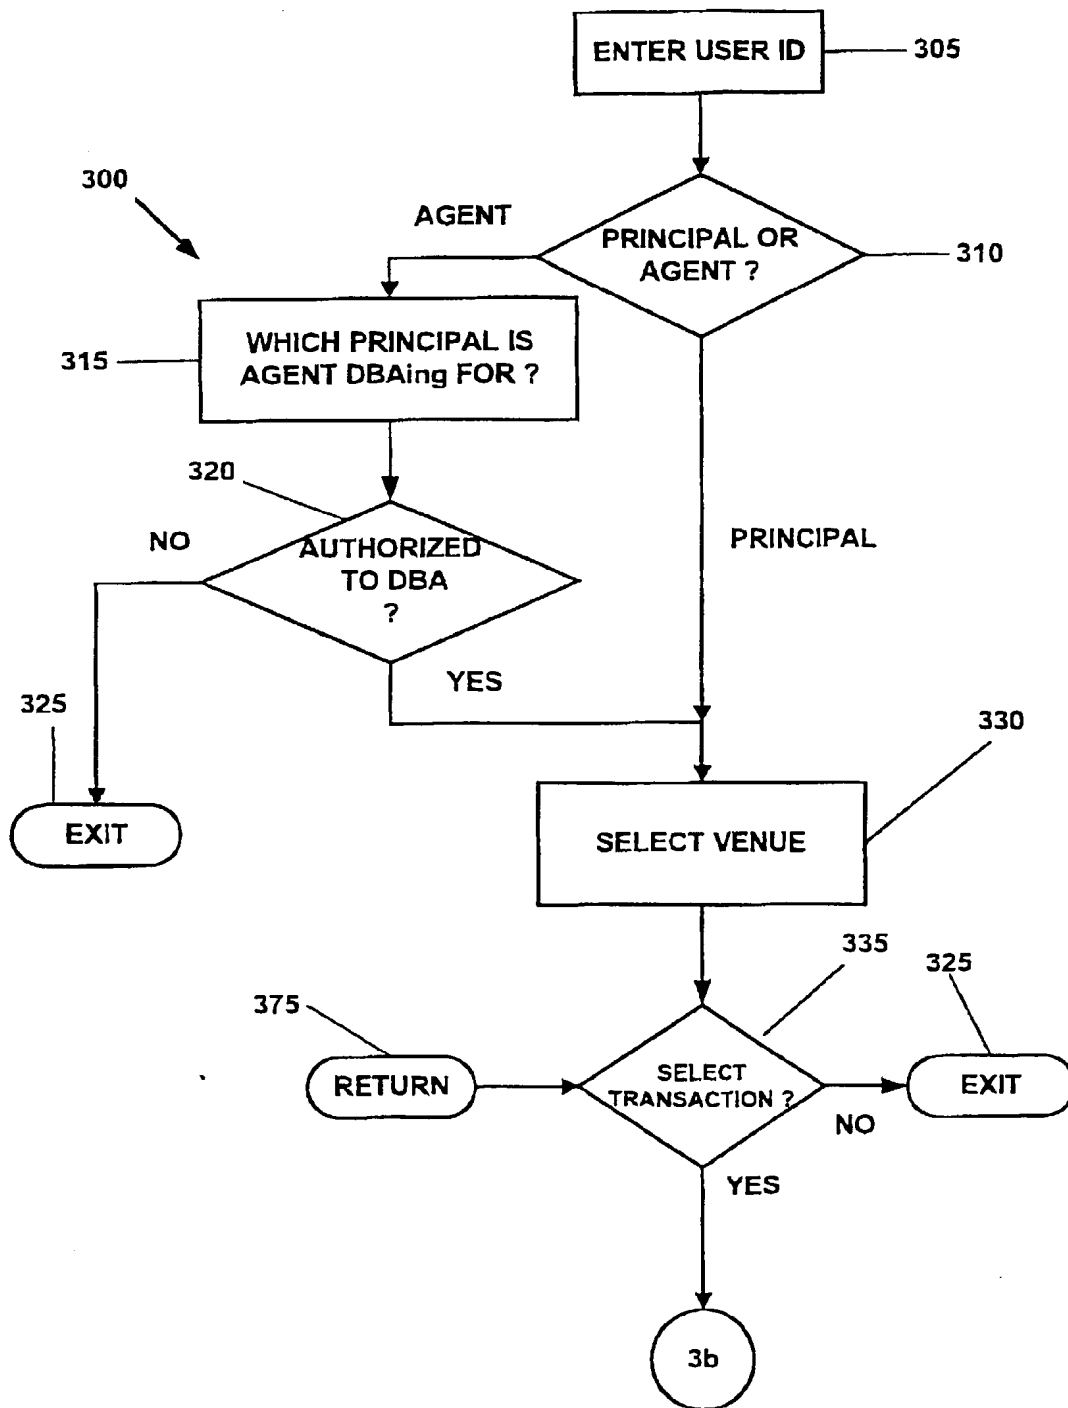 ENTER USER ID
305
300
AGENT
PRINCIPAL OR
AGENT ?
310
315
WHICH PRINCIPAL IS
AGENT DBAing FOR ?
320
NO
AUTHORIZED
TO DBA
?
PRINCIPAL
YES
325
330
EXIT
SELECT VENUE
335
325
375
RETURN
SELECT
TRANSACTION ?
EXIT
NO
YES
3b